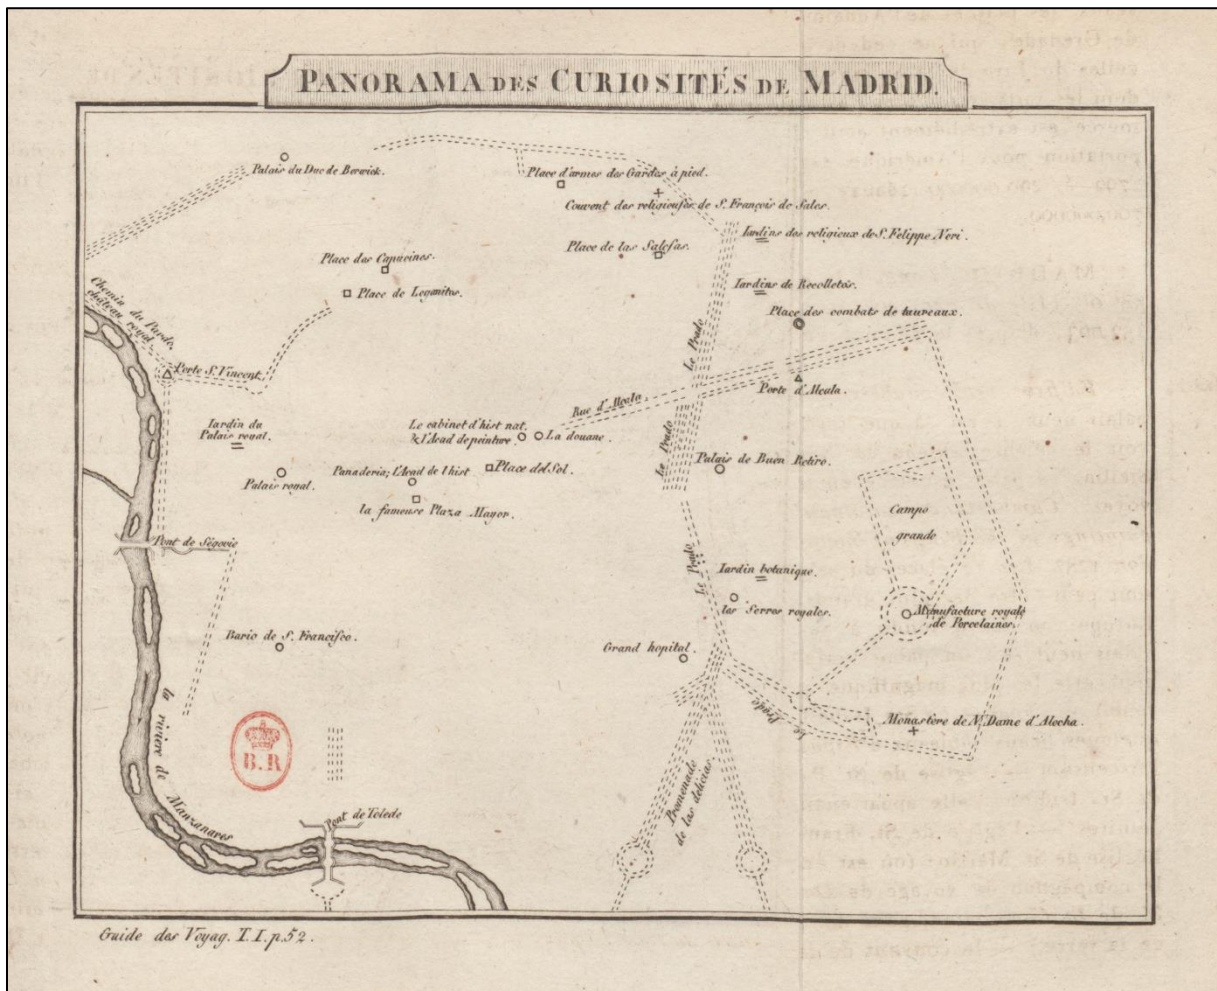 PANORAMA DES CURIOSITÉS DE MADRID.
Palais du Duc de Berwick.
Place d'armes des Gardes à pied.
Couvent des religieuses de S. François de Sales.
Jardins des religieux de S. Felippe Neri.
Place de las Salesas.
Place des Capucines.
Place de Leganitos.
Jardins de Recolletos.
Place des combats de taureaux.
Chemin du Pardo,
château royal
Le Prado
Porte S. Vincent.
Porte d'Alcala.
Rue d'Alcala.
Jardin du
Palais royal.
Le cabinet d'hist nat.
& l'Acad de peinture.
La douane.
Le Prado
Palais de Buen Retiro.
Palais royal.
Panaderia, l'Acad de l'hist
Place del Sol.
la fameuse Plaza Mayor.
Campo
grande
Pont de Ségovie
Le Prado
Jardin botanique.
las Serres royales.
Manufacture royale
de Porcelaines.
Bario de S. Francisco.
Grand hopital.
Le Prado
Monastère de N. Dame d'Atocha.
la rivière de Manzanares
B.R
Pont de Tolede
Promenade
de las delicias.
Guide des Voyag. T. I. p. 52.